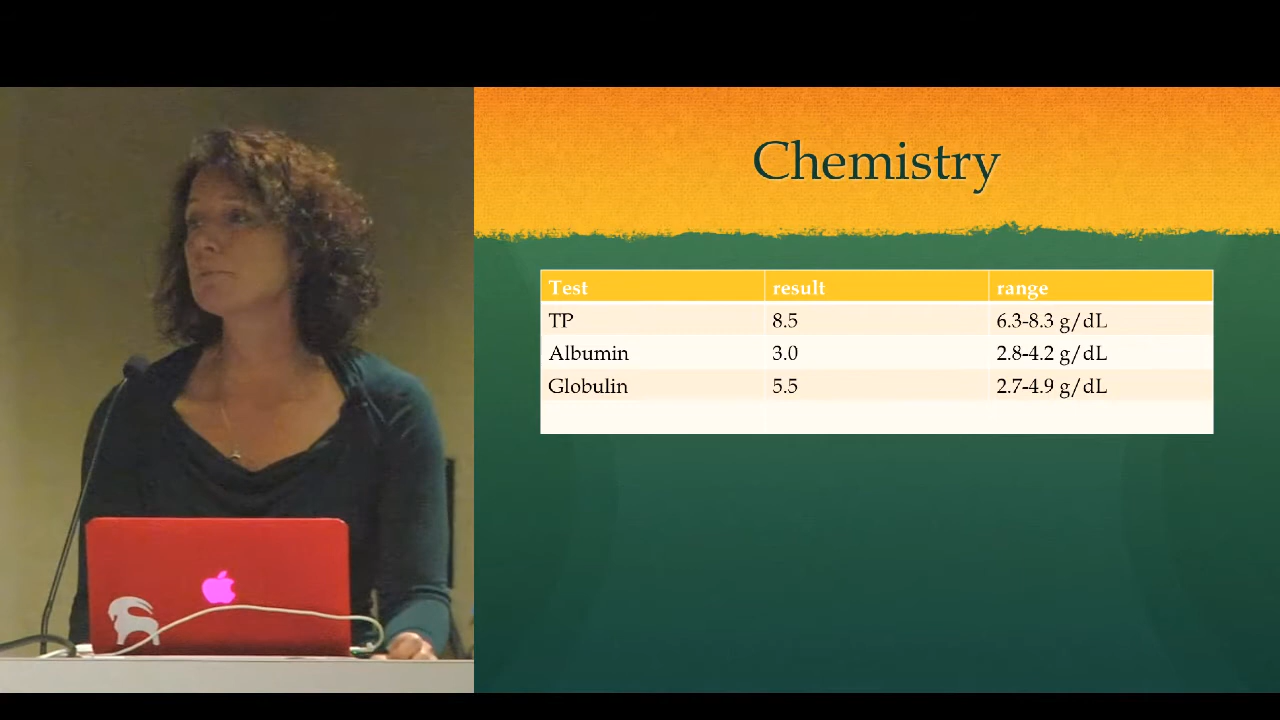 Chemistry
Test result range
TP 8.5 6.3-8.3 g/dL
Albumin 3.0 2.8-4.2 g/dL
Globulin 5.5 2.7-4.9 g/dL